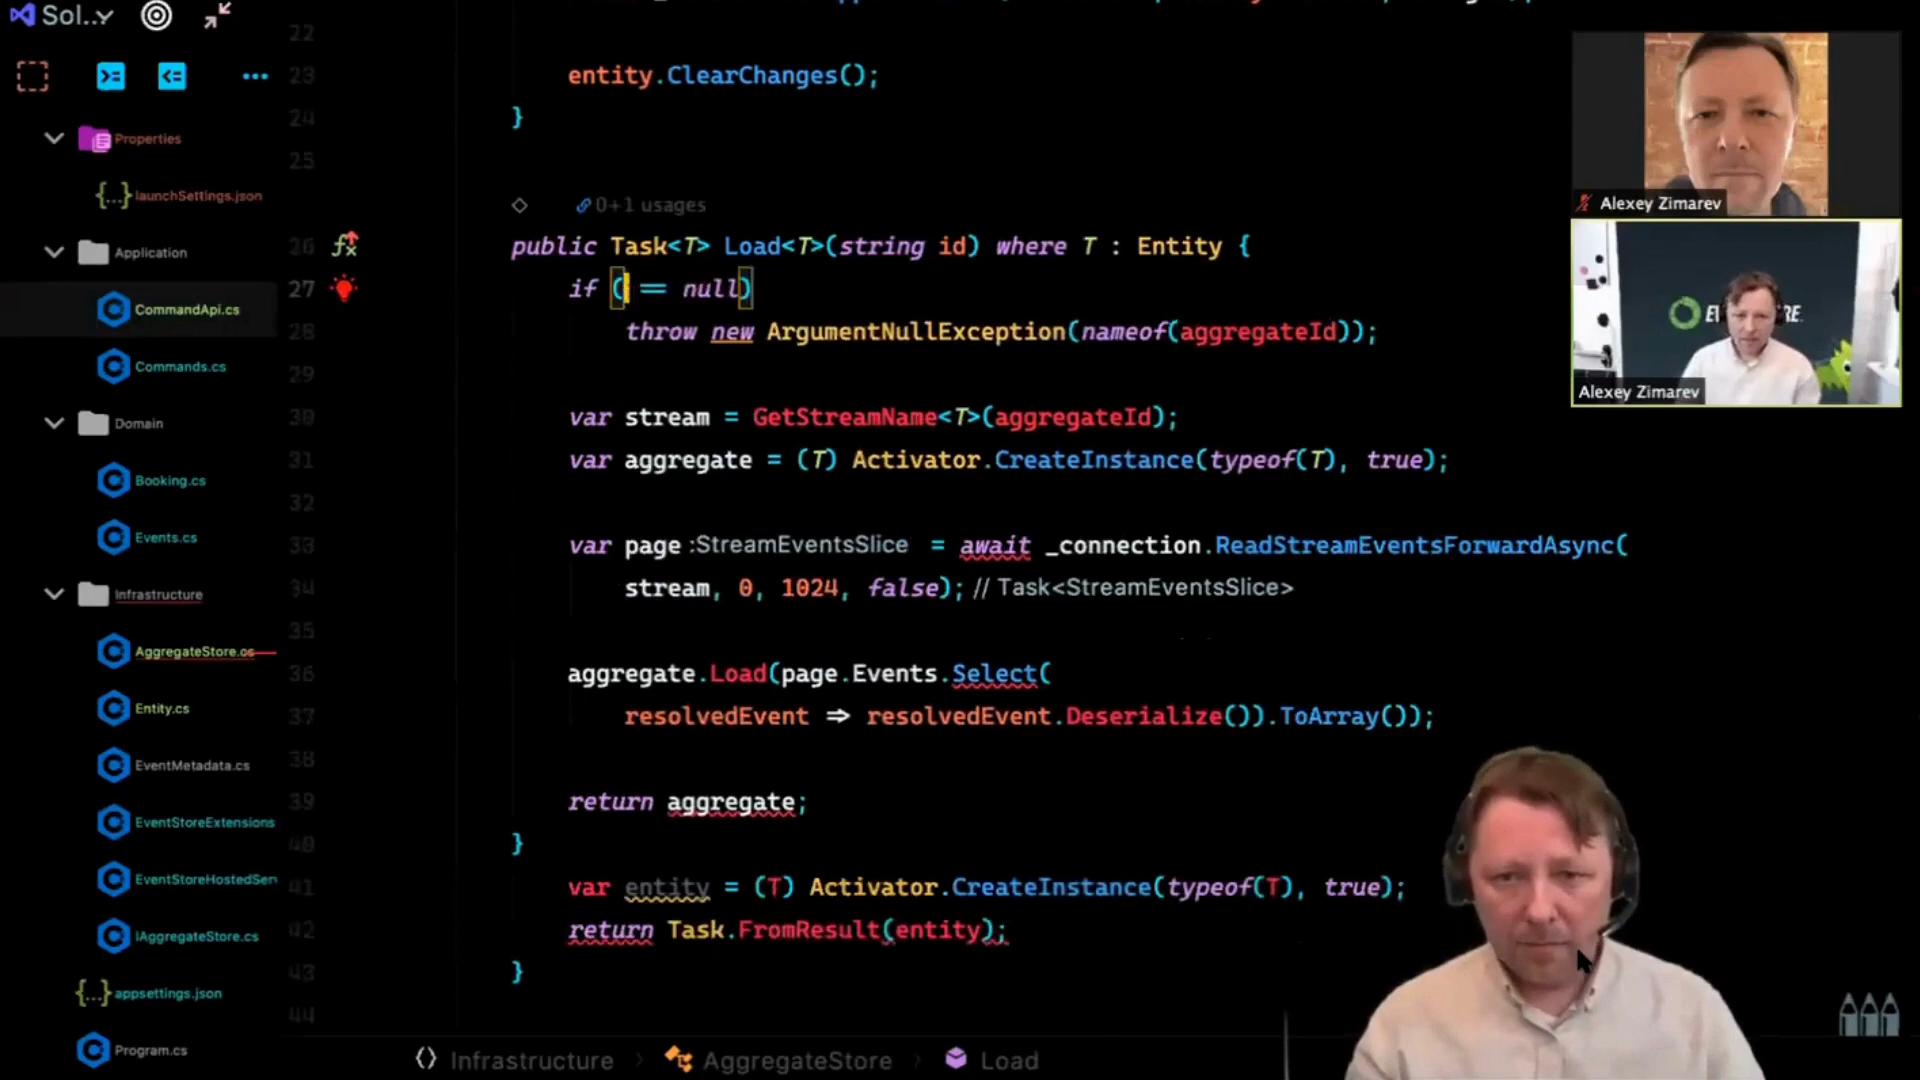 Sol..
Properties
{...} launchSettings.json
Application
CommandApi.cs
Commands.cs
Domain
Booking.cs
Events.cs
Infrastructure
AggregateStore.cs
Entity.cs
EventMetadata.cs
EventStoreExtensions
EventStoreHostedSer
IAggregateStore.cs
{...} appsettings.json
Program.cs
22
23 entity.ClearChanges();
24 }
25
0+1 usages
26 public Task<T> Load<T>(string id) where T : Entity {
27 if ( == null)
28 throw new ArgumentNullException(nameof(aggregateId));
29
30 var stream = GetStreamName<T>(aggregateId);
31 var aggregate = (T) Activator.CreateInstance(typeof(T), true);
32
33 var page :StreamEventsSlice = await _connection.ReadStreamEventsForwardAsync(
34 stream, 0, 1024, false); // Task<StreamEventsSlice>
35
36 aggregate.Load(page.Events.Select(
37 resolvedEvent => resolvedEvent.Deserialize()).ToArray());
38
39 return aggregate;
40 }
41 var entity = (T) Activator.CreateInstance(typeof(T), true);
42 return Task.FromResult(entity);
43 }
44
Infrastructure > AggregateStore > Load
Alexey Zimarev
Alexey Zimarev